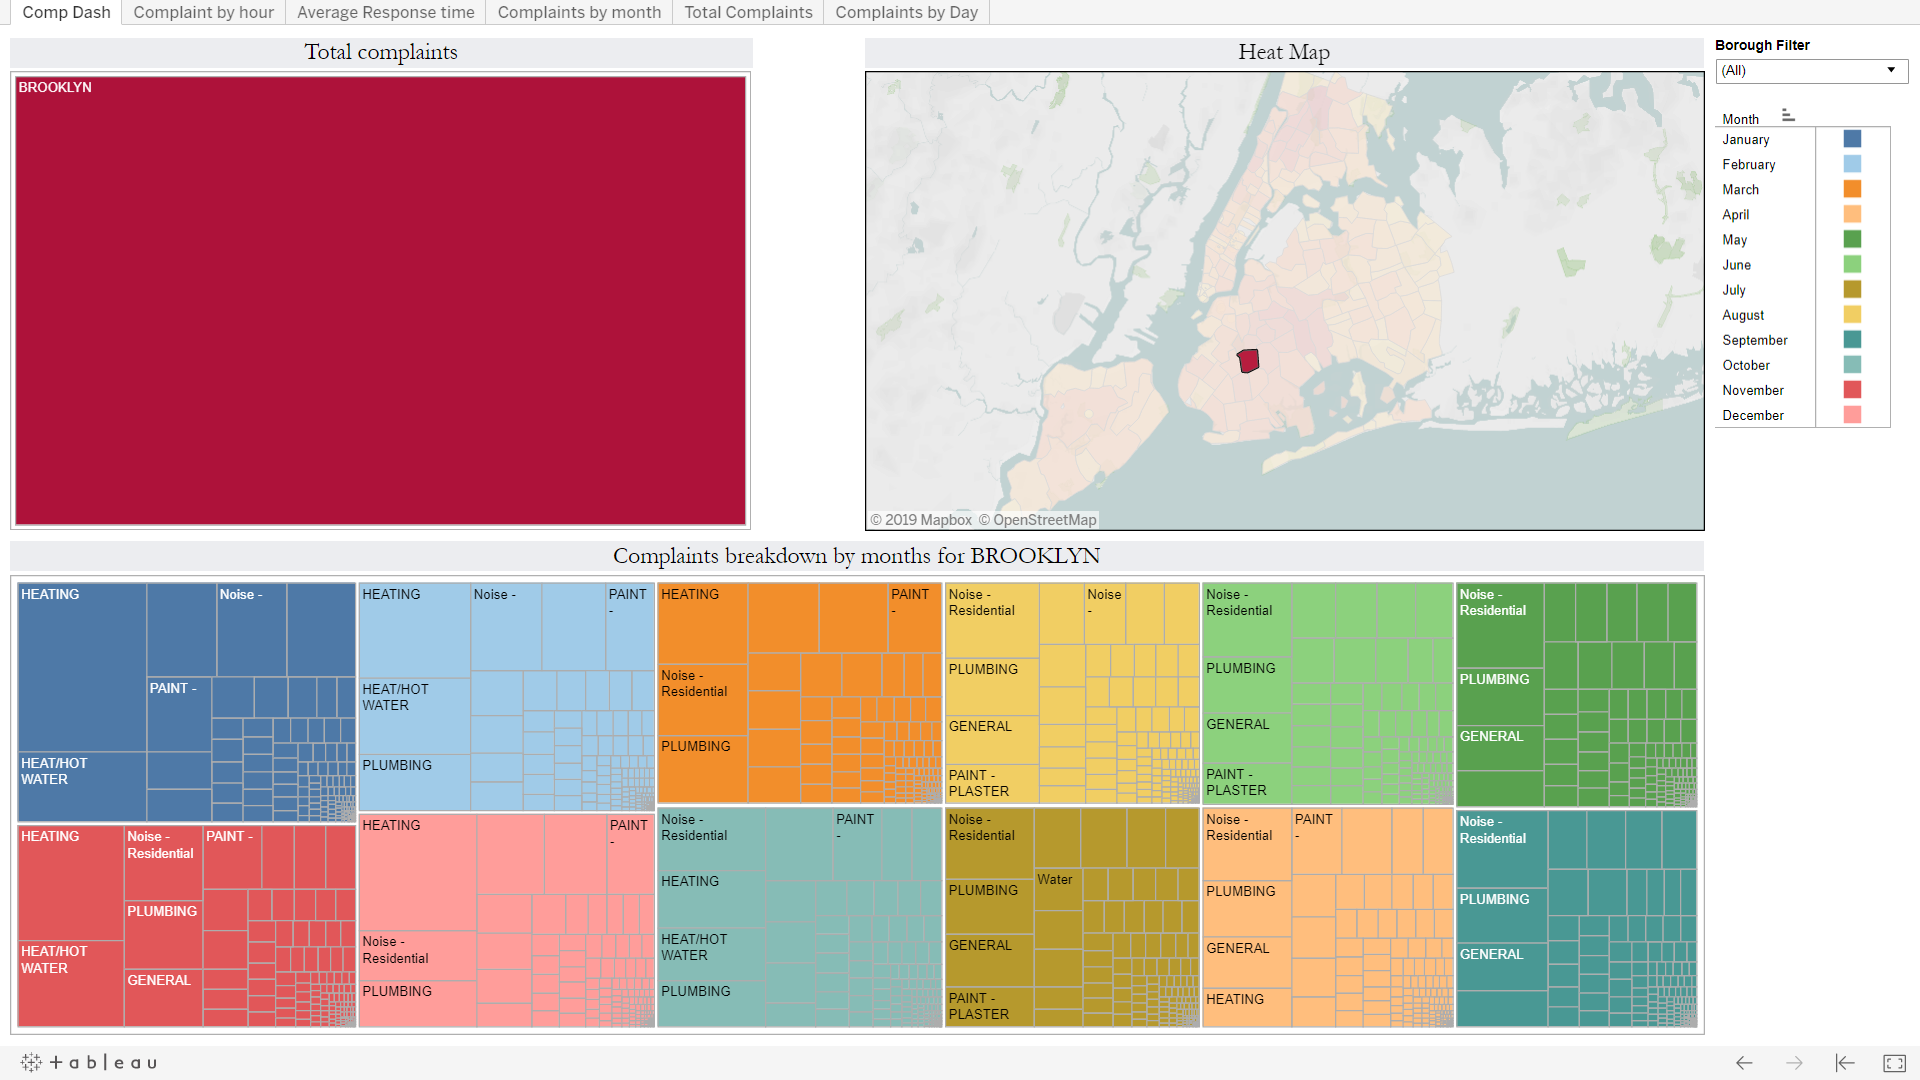 Comp Dash
Complaint by hour
Average Response time
Complaints by month
Total Complaints
Complaints by Day
Total complaints
BROOKLYN
Heat Map
© 2019 Mapbox © OpenStreetMap
Borough Filter
(All)
Month
January
February
March
April
May
June
July
August
September
October
November
December
Complaints breakdown by months for BROOKLYN
HEATING
Noise -
PAINT -
HEAT/HOT
WATER
HEATING
Noise -
PAINT
-
HEAT/HOT
WATER
PLUMBING
HEATING
PAINT
-
Noise -
Residential
PLUMBING
Noise -
Residential
Noise
-
PLUMBING
GENERAL
PAINT -
PLASTER
Noise -
Residential
PLUMBING
GENERAL
PAINT -
PLASTER
Noise -
Residential
PLUMBING
GENERAL
HEATING
Noise -
Residential
PAINT -
PLUMBING
HEAT/HOT
WATER
GENERAL
HEATING
PAINT
-
Noise -
Residential
PLUMBING
Noise -
Residential
PAINT
-
HEATING
HEAT/HOT
WATER
PLUMBING
Noise -
Residential
Water
PLUMBING
GENERAL
PAINT -
PLASTER
Noise -
Residential
PAINT
-
PLUMBING
GENERAL
HEATING
Noise -
Residential
PLUMBING
GENERAL
+ a b l e a u